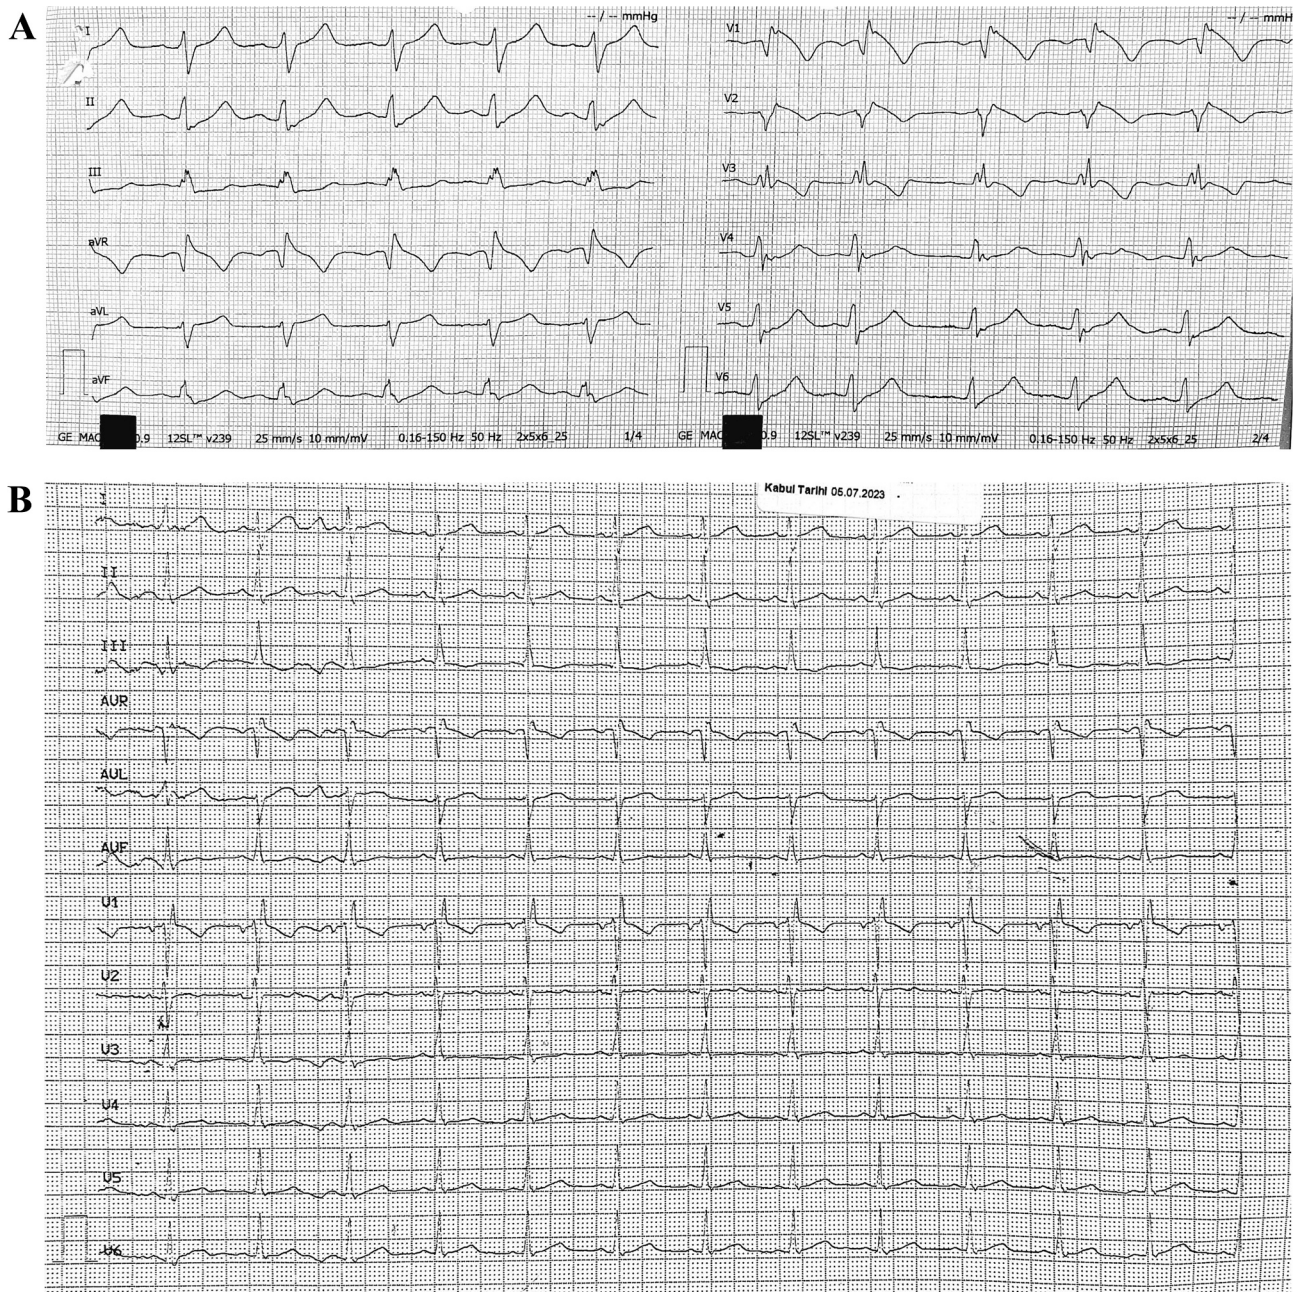 A
-- / -- mmHg
-- / -- mmH
I
II
III
aVR
aVL
aVF
V1
V2
V3
V4
V5
V6
GE MAC 0.9 12SL™ v239 25 mm/s 10 mm/mV 0.16-150 Hz 50 Hz 2x5x6_25 1/4
GE MAC 0.9 12SL™ v239 25 mm/s 10 mm/mV 0.16-150 Hz 50 Hz 2x5x6_25 2/4
B
Kabul Tarihi 05.07.2023
I
II
III
AVR
AVL
AVF
V1
V2
V3
V4
V5
V6